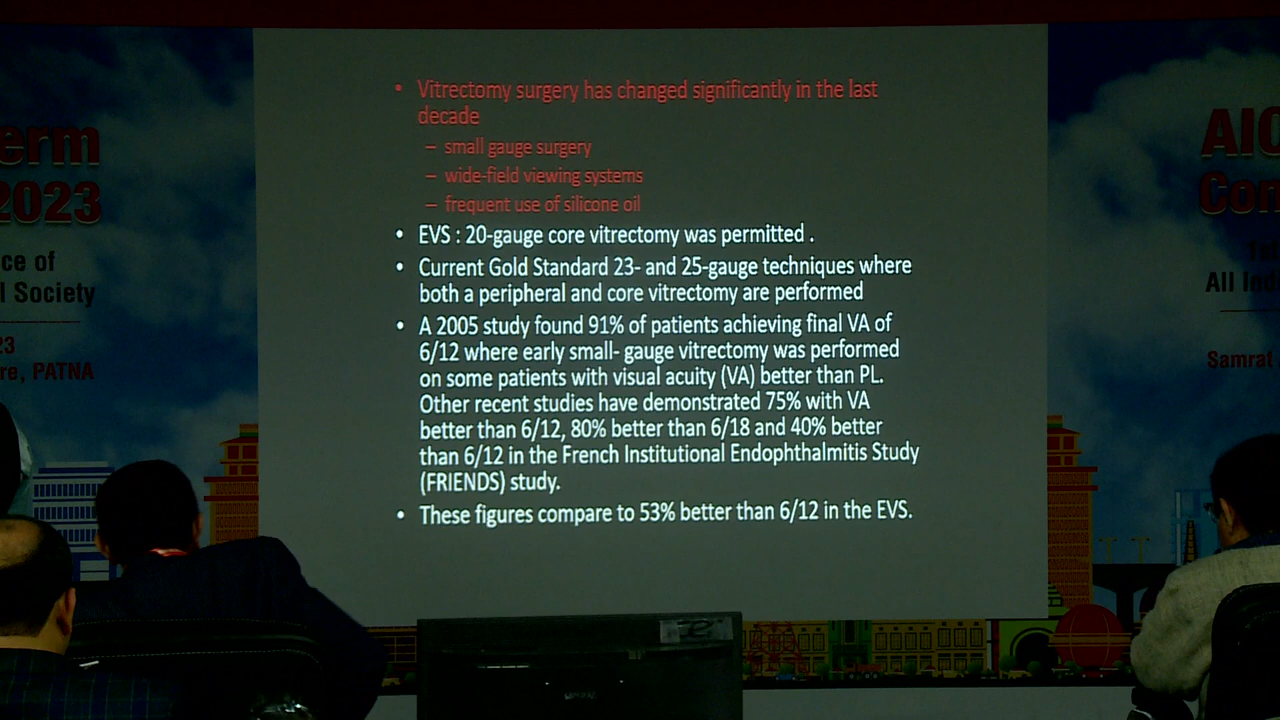 • Vitrectomy surgery has changed significantly in the last
decade
– small gauge surgery
– wide-field viewing systems
– frequent use of silicone oil
• EVS : 20-gauge core vitrectomy was permitted .
• Current Gold Standard 23- and 25-gauge techniques where
both a peripheral and core vitrectomy are performed
• A 2005 study found 91% of patients achieving final VA of
6/12 where early small- gauge vitrectomy was performed
on some patients with visual acuity (VA) better than PL.
Other recent studies have demonstrated 75% with VA
better than 6/12, 80% better than 6/18 and 40% better
than 6/12 in the French Institutional Endophthalmitis Study
(FRIENDS) study.
• These figures compare to 53% better than 6/12 in the EVS.
erm
2023
ce of
l Society
23
re, PATNA
AIO
Con
All Ind
Samrat